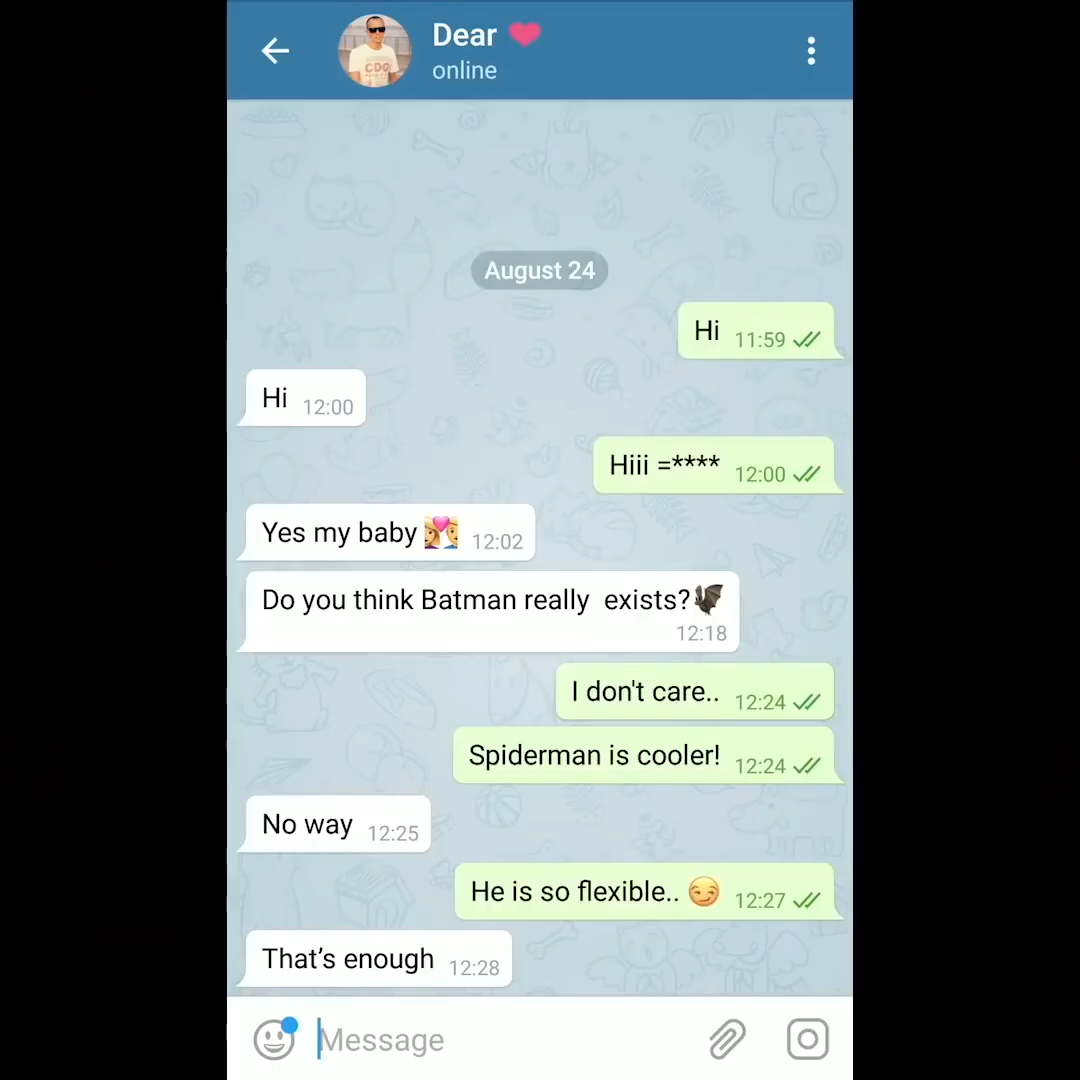 Dear ❤
online
CDG
August 24
Hi 11:59
Hi 12:00
Hiii =**** 12:00
Yes my baby 👩‍❤️‍👨 12:02
Do you think Batman really  exists?🦇
12:18
I don't care.. 12:24
Spiderman is cooler! 12:24
No way 12:25
He is so flexible.. 😏 12:27
That’s enough 12:28
Message